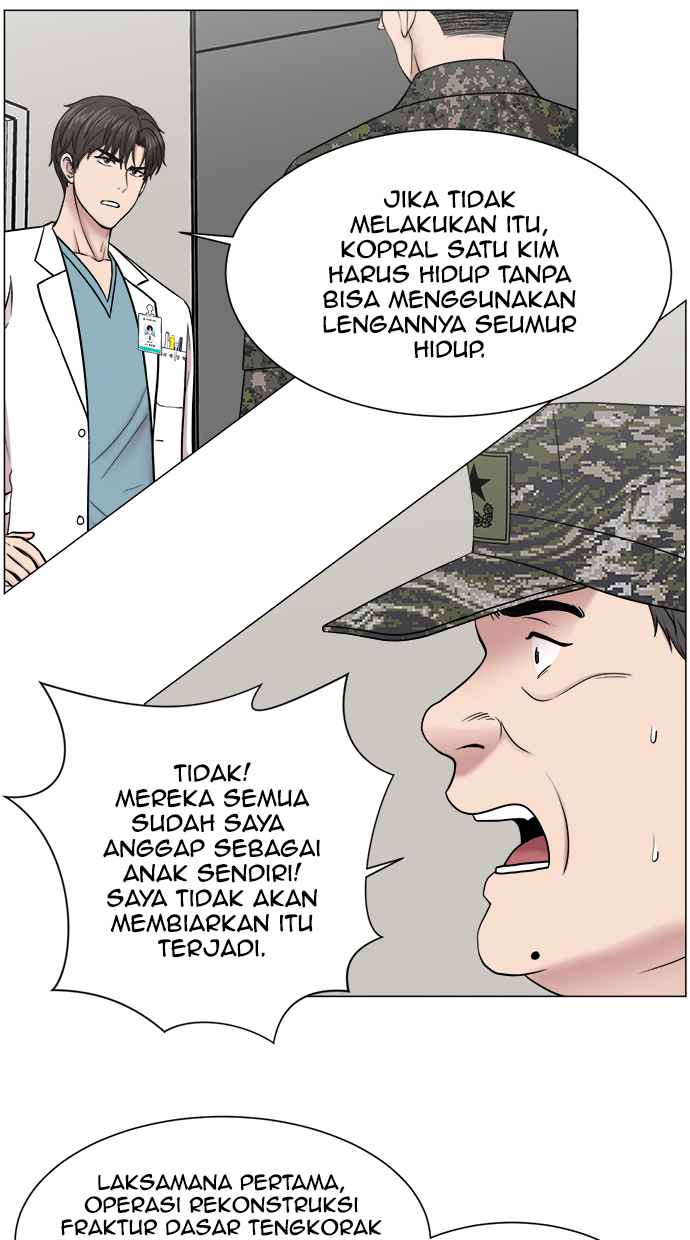 JIKA TIDAK
MELAKUKAN ITU,
KOPRAL SATU KIM
HARUS HIDUP TANPA
BISA MENGGUNAKAN
LENGANNYA SEUMUR
HIDUP.
TIDAK!
MEREKA SEMUA
SUDAH SAYA
ANGGAP SEBAGAI
ANAK SENDIRI!
SAYA TIDAK AKAN
MEMBIARKAN ITU
TERJADI.
LAKSAMANA PERTAMA,
OPERASI REKONSTRUKSI
FRAKTUR DASAR TENGKORAK